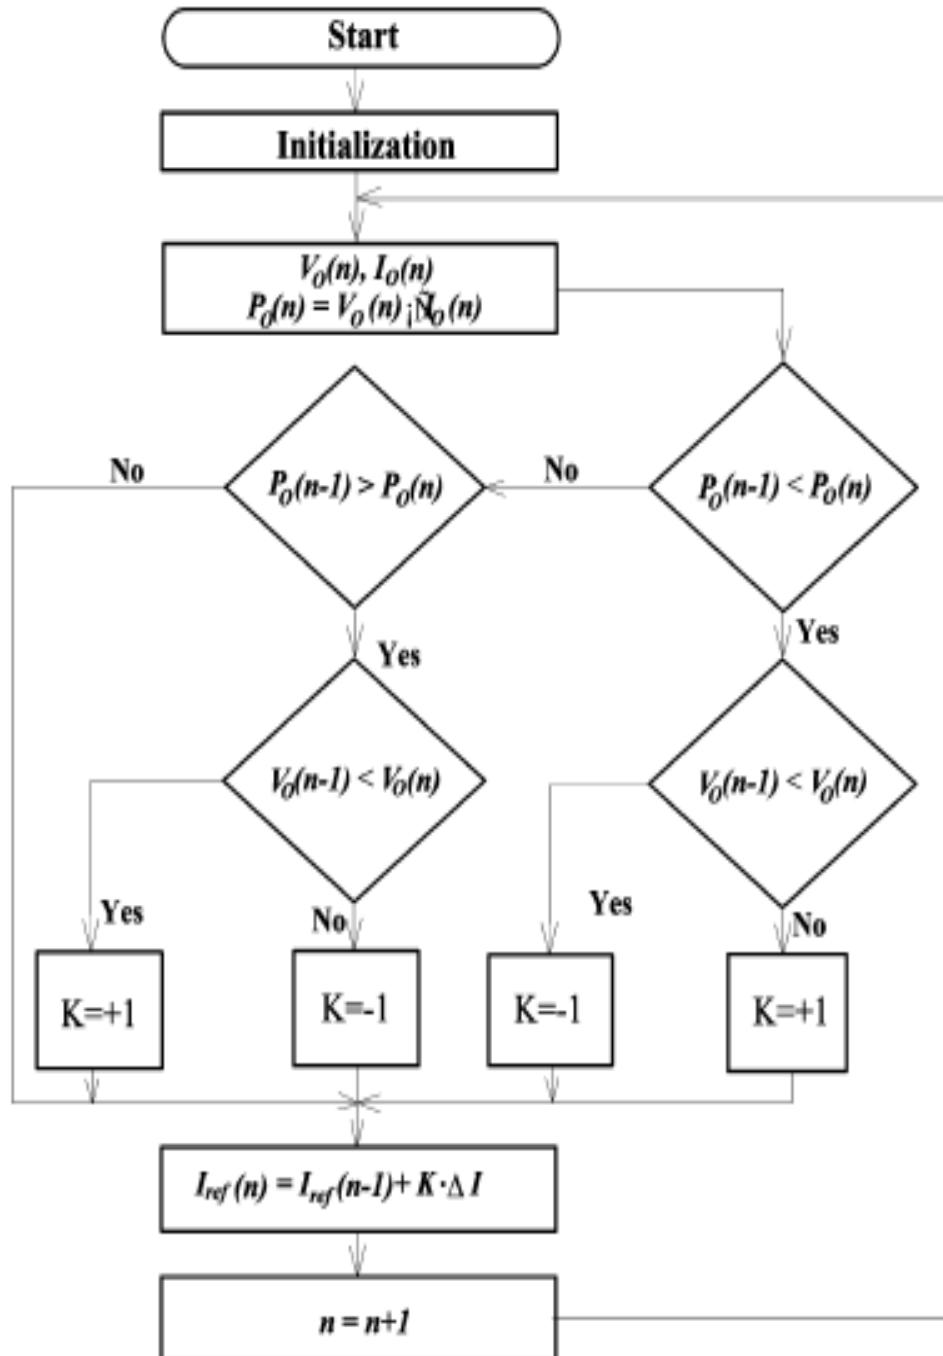 Start
Initialization
V_O(n), I_O(n)
P_O(n) = V_O(n) ¡Ñ I_O(n)
No
P_O(n-1) > P_O(n)
No
P_O(n-1) < P_O(n)
Yes
Yes
V_O(n-1) < V_O(n)
V_O(n-1) < V_O(n)
Yes
No
Yes
No
K=+1
K=-1
K=-1
K=+1
I_ref(n) = I_ref(n-1)+ K·Δ I
n = n+1